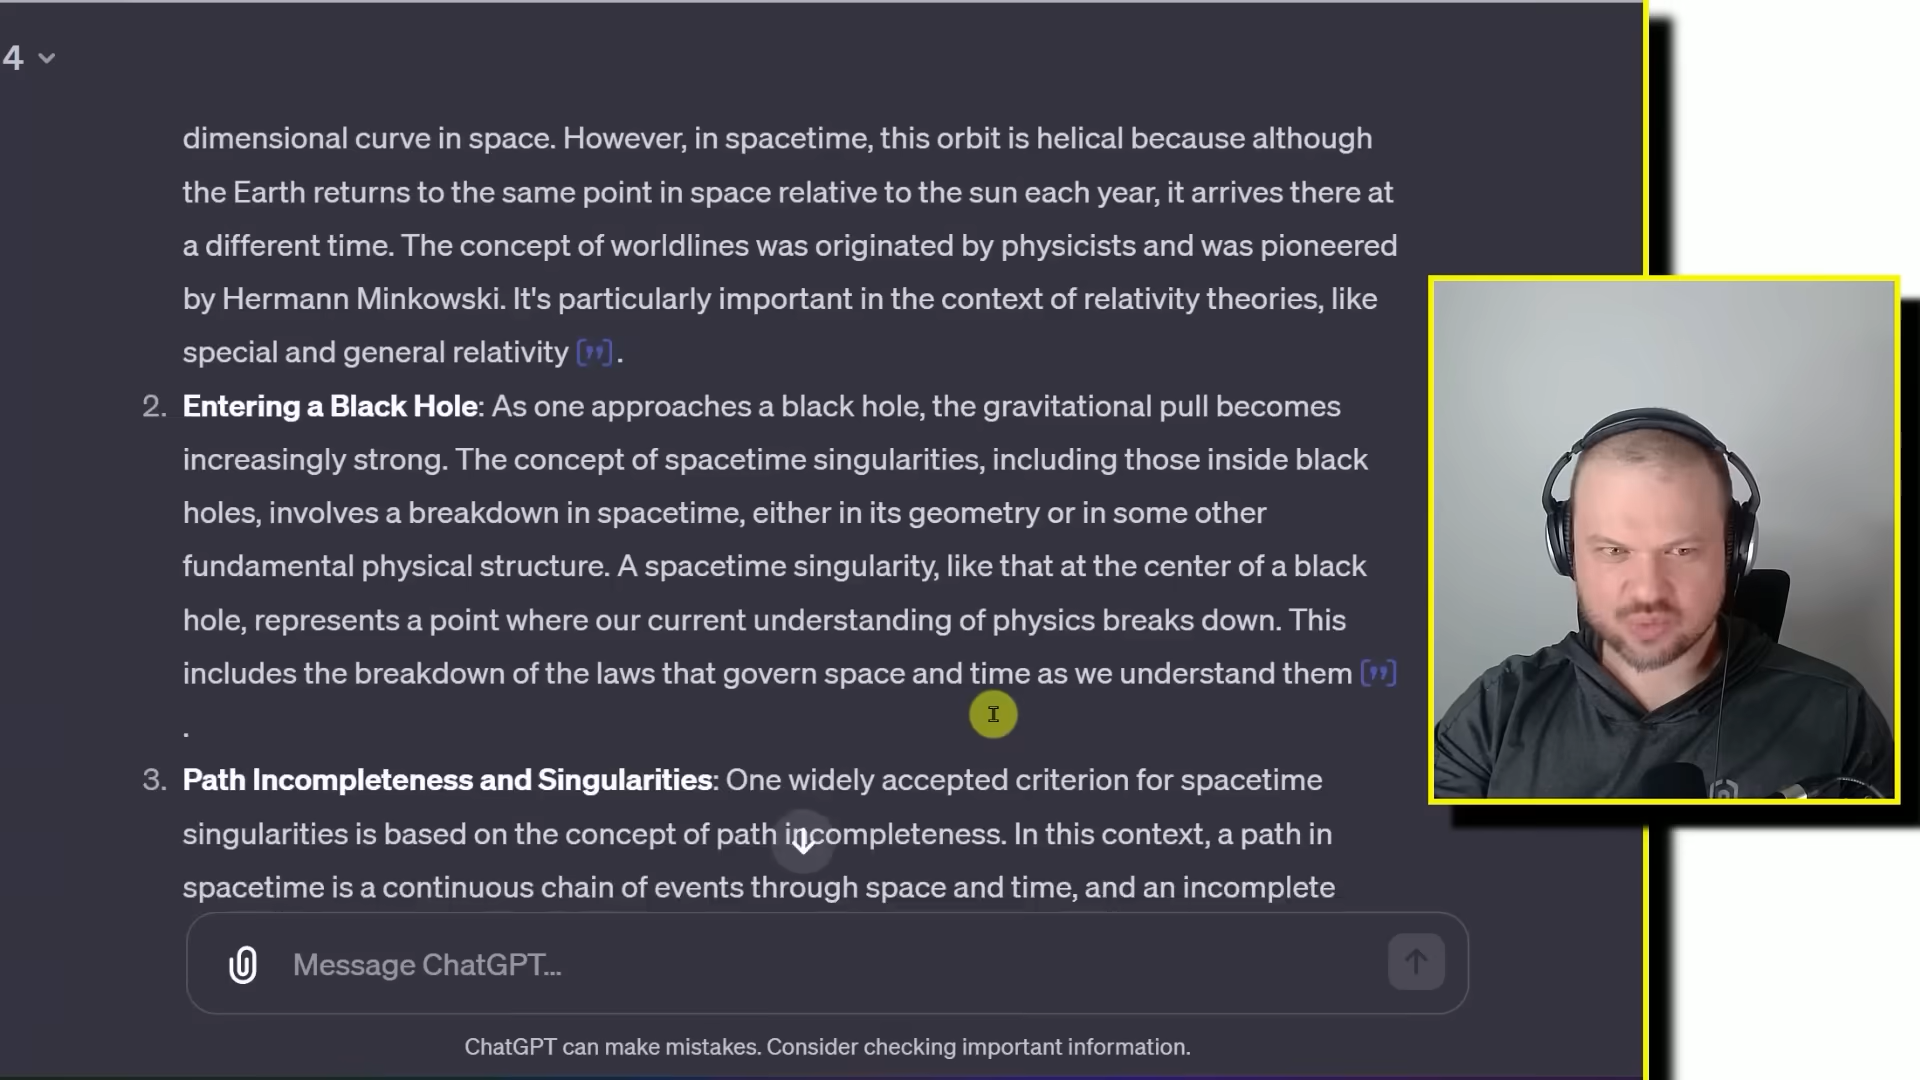 4
dimensional curve in space. However, in spacetime, this orbit is helical because although
the Earth returns to the same point in space relative to the sun each year, it arrives there at
a different time. The concept of worldlines was originated by physicists and was pioneered
by Hermann Minkowski. It's particularly important in the context of relativity theories, like
special and general relativity ["].
2. Entering a Black Hole: As one approaches a black hole, the gravitational pull becomes
increasingly strong. The concept of spacetime singularities, including those inside black
holes, involves a breakdown in spacetime, either in its geometry or in some other
fundamental physical structure. A spacetime singularity, like that at the center of a black
hole, represents a point where our current understanding of physics breaks down. This
includes the breakdown of the laws that govern space and time as we understand them ["]
.
3. Path Incompleteness and Singularities: One widely accepted criterion for spacetime
singularities is based on the concept of path incompleteness. In this context, a path in
spacetime is a continuous chain of events through space and time, and an incomplete
Message ChatGPT...
ChatGPT can make mistakes. Consider checking important information.